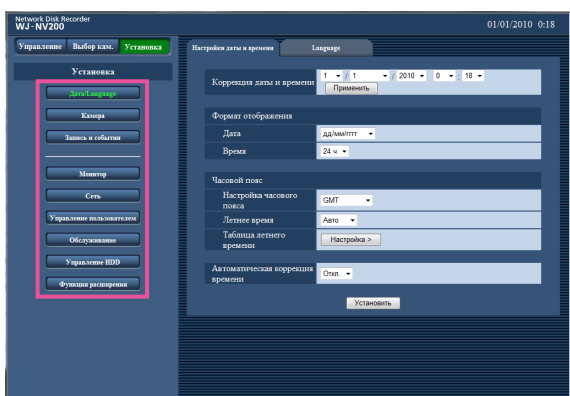 Network Disk Recorder
WJ-NV200
01/01/2010 0:18
Управление Выбор кам. Установка
Настройки даты и времени Language
Установка
Дата/Language
Камера
Запись и события
Монитор
Сеть
Управление пользователем
Обслуживание
Управление HDD
Функция расширения
Коррекция даты и времени 1 / 1 / 2010 - 0 : 18
Применить
Формат отображения
Дата дд/мм/гггг
Время 24 ч
Часовой пояс
Настройка часового
пояса GMT
Летнее время Авто
Таблица летнего
времени Настройка >
Автоматическая коррекция
времени Откл.
Установить